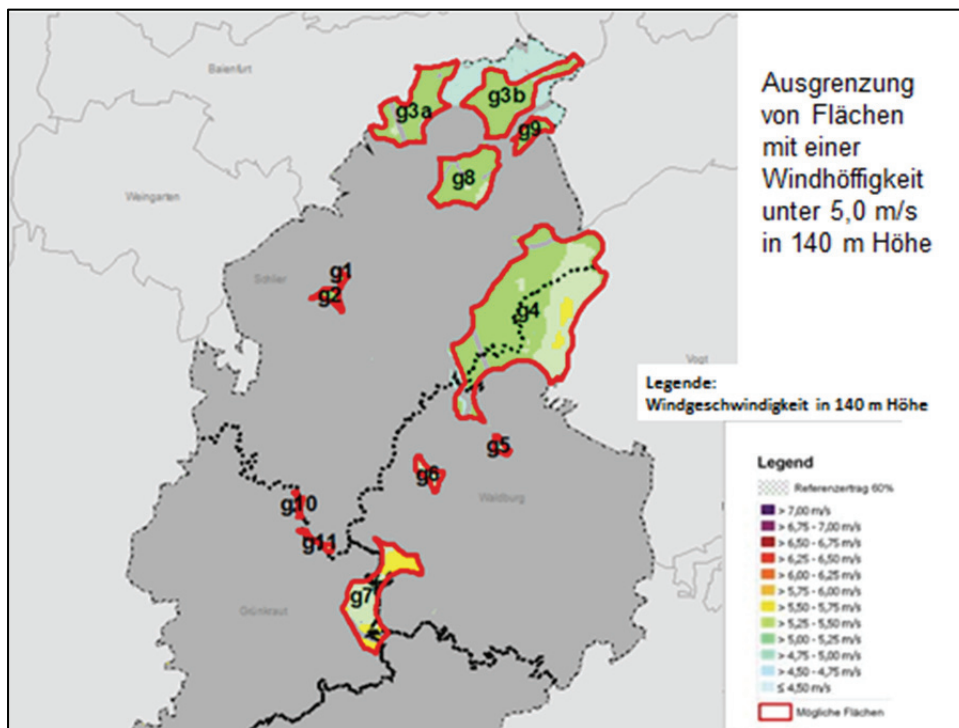 Baienfurt
g3a
g3b
g9
Weingarten
g8
Schlier
g1
g2
g4
Vogt
g5
g6
Waldburg
g10
g11
g7
Grünkraut
Ausgrenzung
von Flächen
mit einer
Windhöffigkeit
unter 5,0 m/s
in 140 m Höhe
Legende:
Windgeschwindigkeit in 140 m Höhe
Legend
Referenzertrag 60%
> 7,00 m/s
> 6,75 - 7,00 m/s
> 6,50 - 6,75 m/s
> 6,25 - 6,50 m/s
> 6,00 - 6,25 m/s
> 5,75 - 6,00 m/s
> 5,50 - 5,75 m/s
> 5,25 - 5,50 m/s
> 5,00 - 5,25 m/s
> 4,75 - 5,00 m/s
> 4,50 - 4,75 m/s
≤ 4,50 m/s
Mögliche Flächen